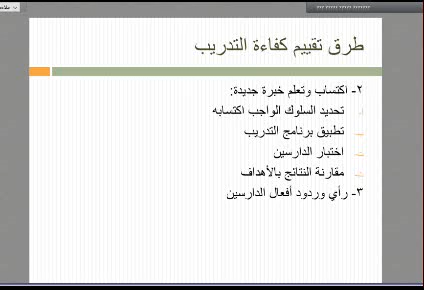 طرق تقييم كفاءة التدريب
٢- اكتساب وتعلم خبرة جديدة:
تحديد السلوك الواجب اكتسابه
تطبيق برنامج التدريب
اختبار الدارسين
مقارنة النتائج بالأهداف
٣- رأي وردود أفعال الدارسين